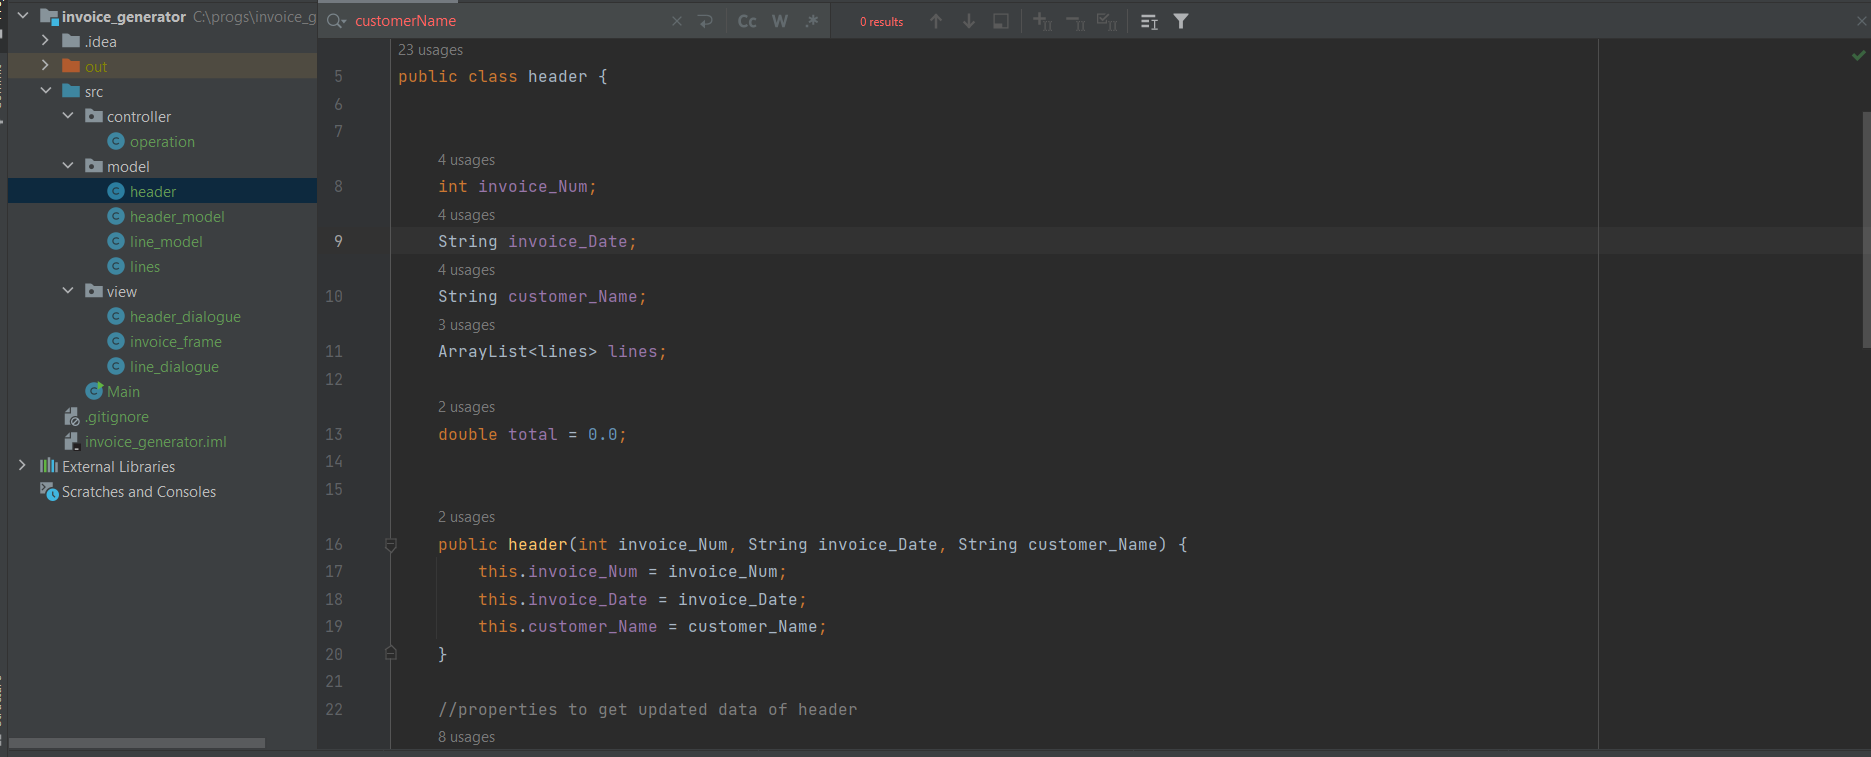 invoice_generator C:\progs\invoice_g
.idea
out
src
controller
operation
model
header
header_model
line_model
lines
view
header_dialogue
invoice_frame
line_dialogue
Main
.gitignore
invoice_generator.iml
External Libraries
Scratches and Consoles
customerName
Cc W .*
0 results
23 usages
5 public class header {
6
7
4 usages
8 int invoice_Num;
4 usages
9 String invoice_Date;
4 usages
10 String customer_Name;
3 usages
11 ArrayList<lines> lines;
12
2 usages
13 double total = 0.0;
14
15
2 usages
16 public header(int invoice_Num, String invoice_Date, String customer_Name) {
17 this.invoice_Num = invoice_Num;
18 this.invoice_Date = invoice_Date;
19 this.customer_Name = customer_Name;
20 }
21
22 //properties to get updated data of header
8 usages